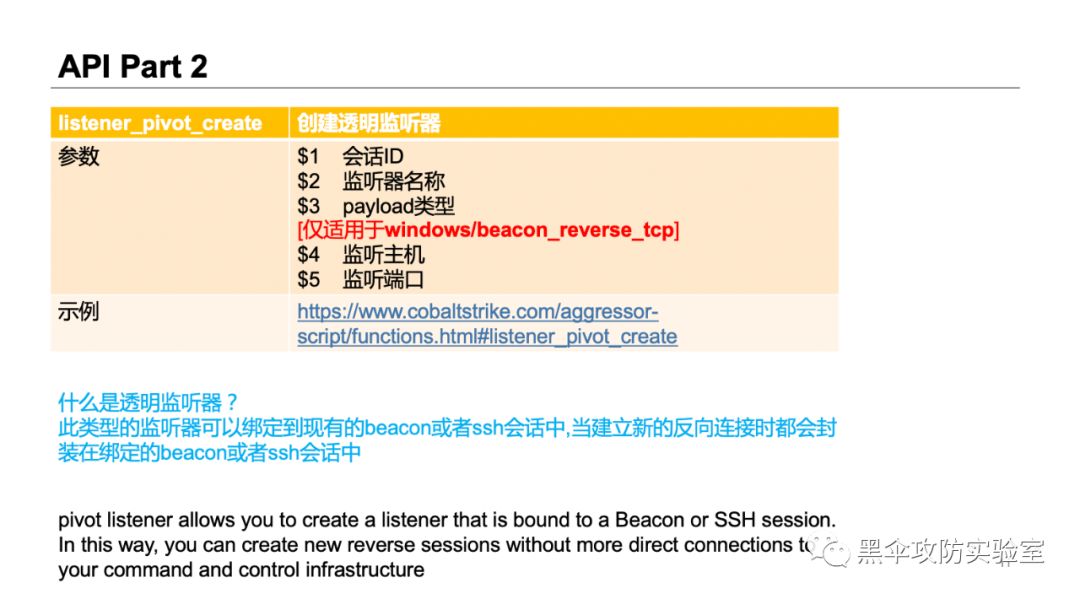 API Part 2
listener_pivot_create 创建透明监听器
参数 $1 会话ID
$2 监听器名称
$3 payload类型
[仅适用于windows/beacon_reverse_tcp]
$4 监听主机
$5 监听端口
示例 https://www.cobaltstrike.com/aggressor-
script/functions.html#listener_pivot_create
什么是透明监听器？
此类型的监听器可以绑定到现有的beacon或者ssh会话中,当建立新的反向连接时都会封
装在绑定的beacon或者ssh会话中
pivot listener allows you to create a listener that is bound to a Beacon or SSH session.
In this way, you can create new reverse sessions without more direct connections to
your command and control infrastructure
黑伞攻防实验室